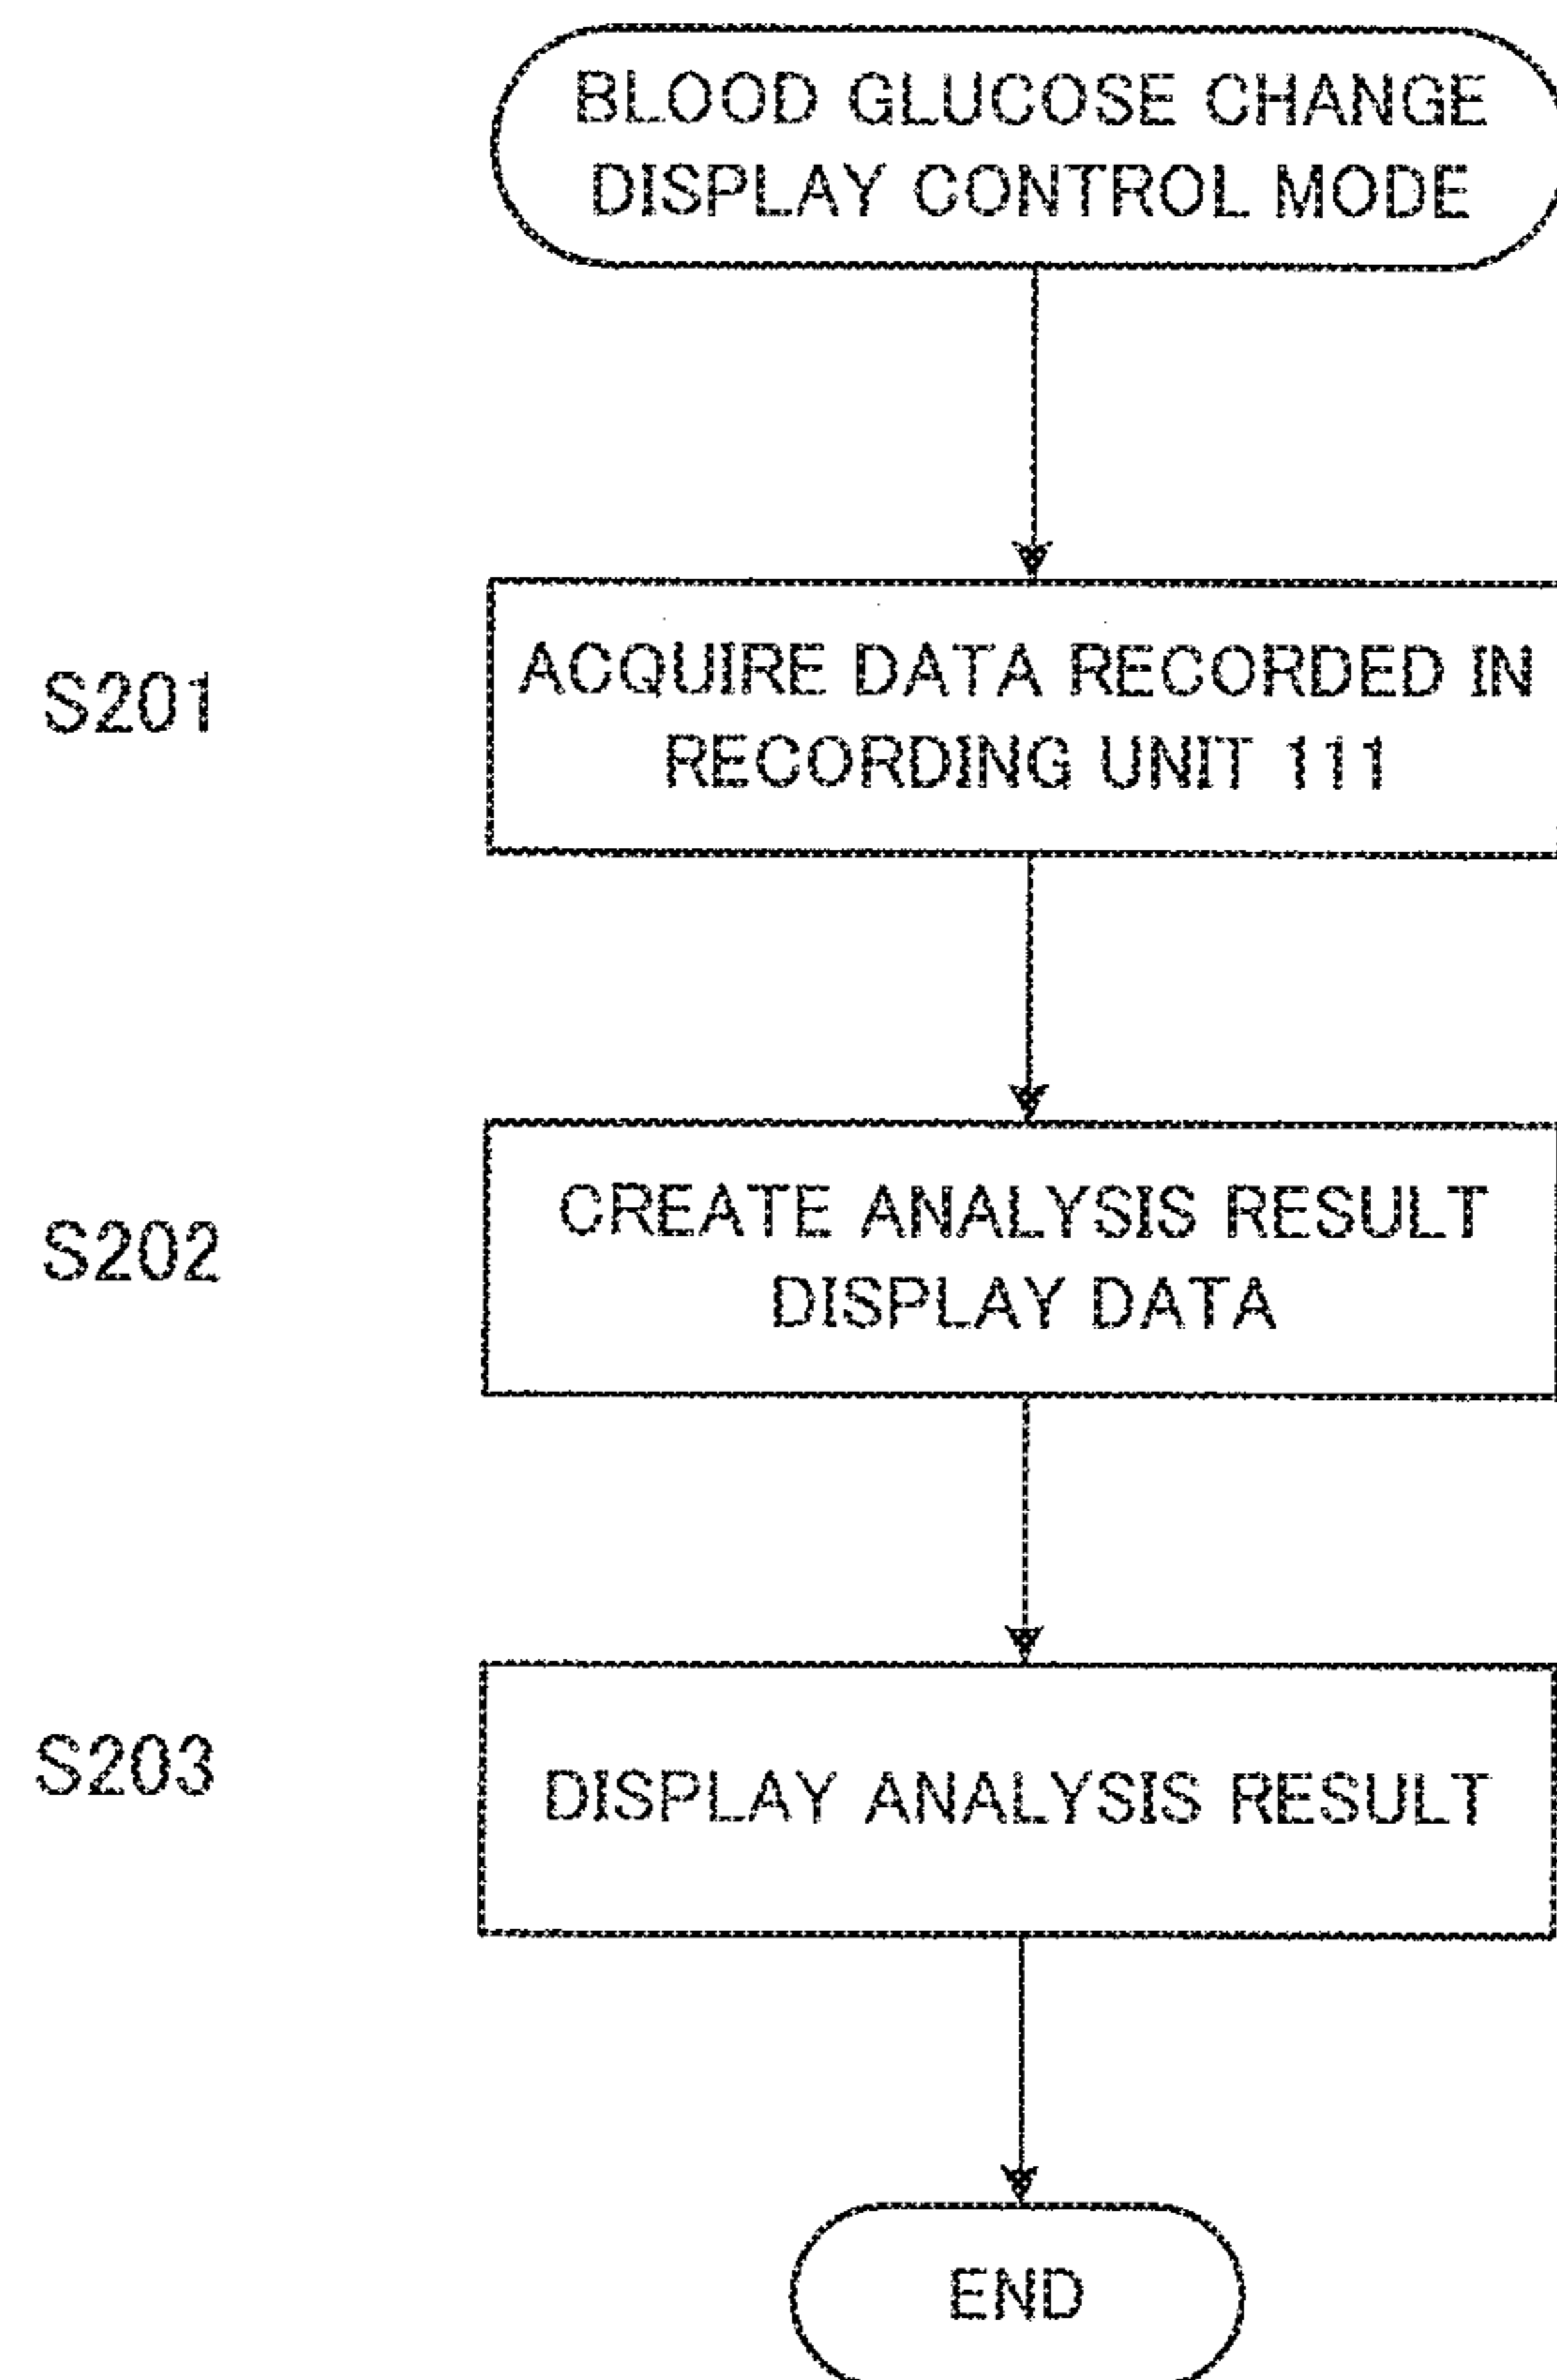 BLOOD GLUCOSE CHANGE
DISPLAY CONTROL MODE
S201
ACQUIRE DATA RECORDED IN
RECORDING UNIT 111
S202
CREATE ANALYSIS RESULT
DISPLAY DATA
S203
DISPLAY ANALYSIS RESULT
END